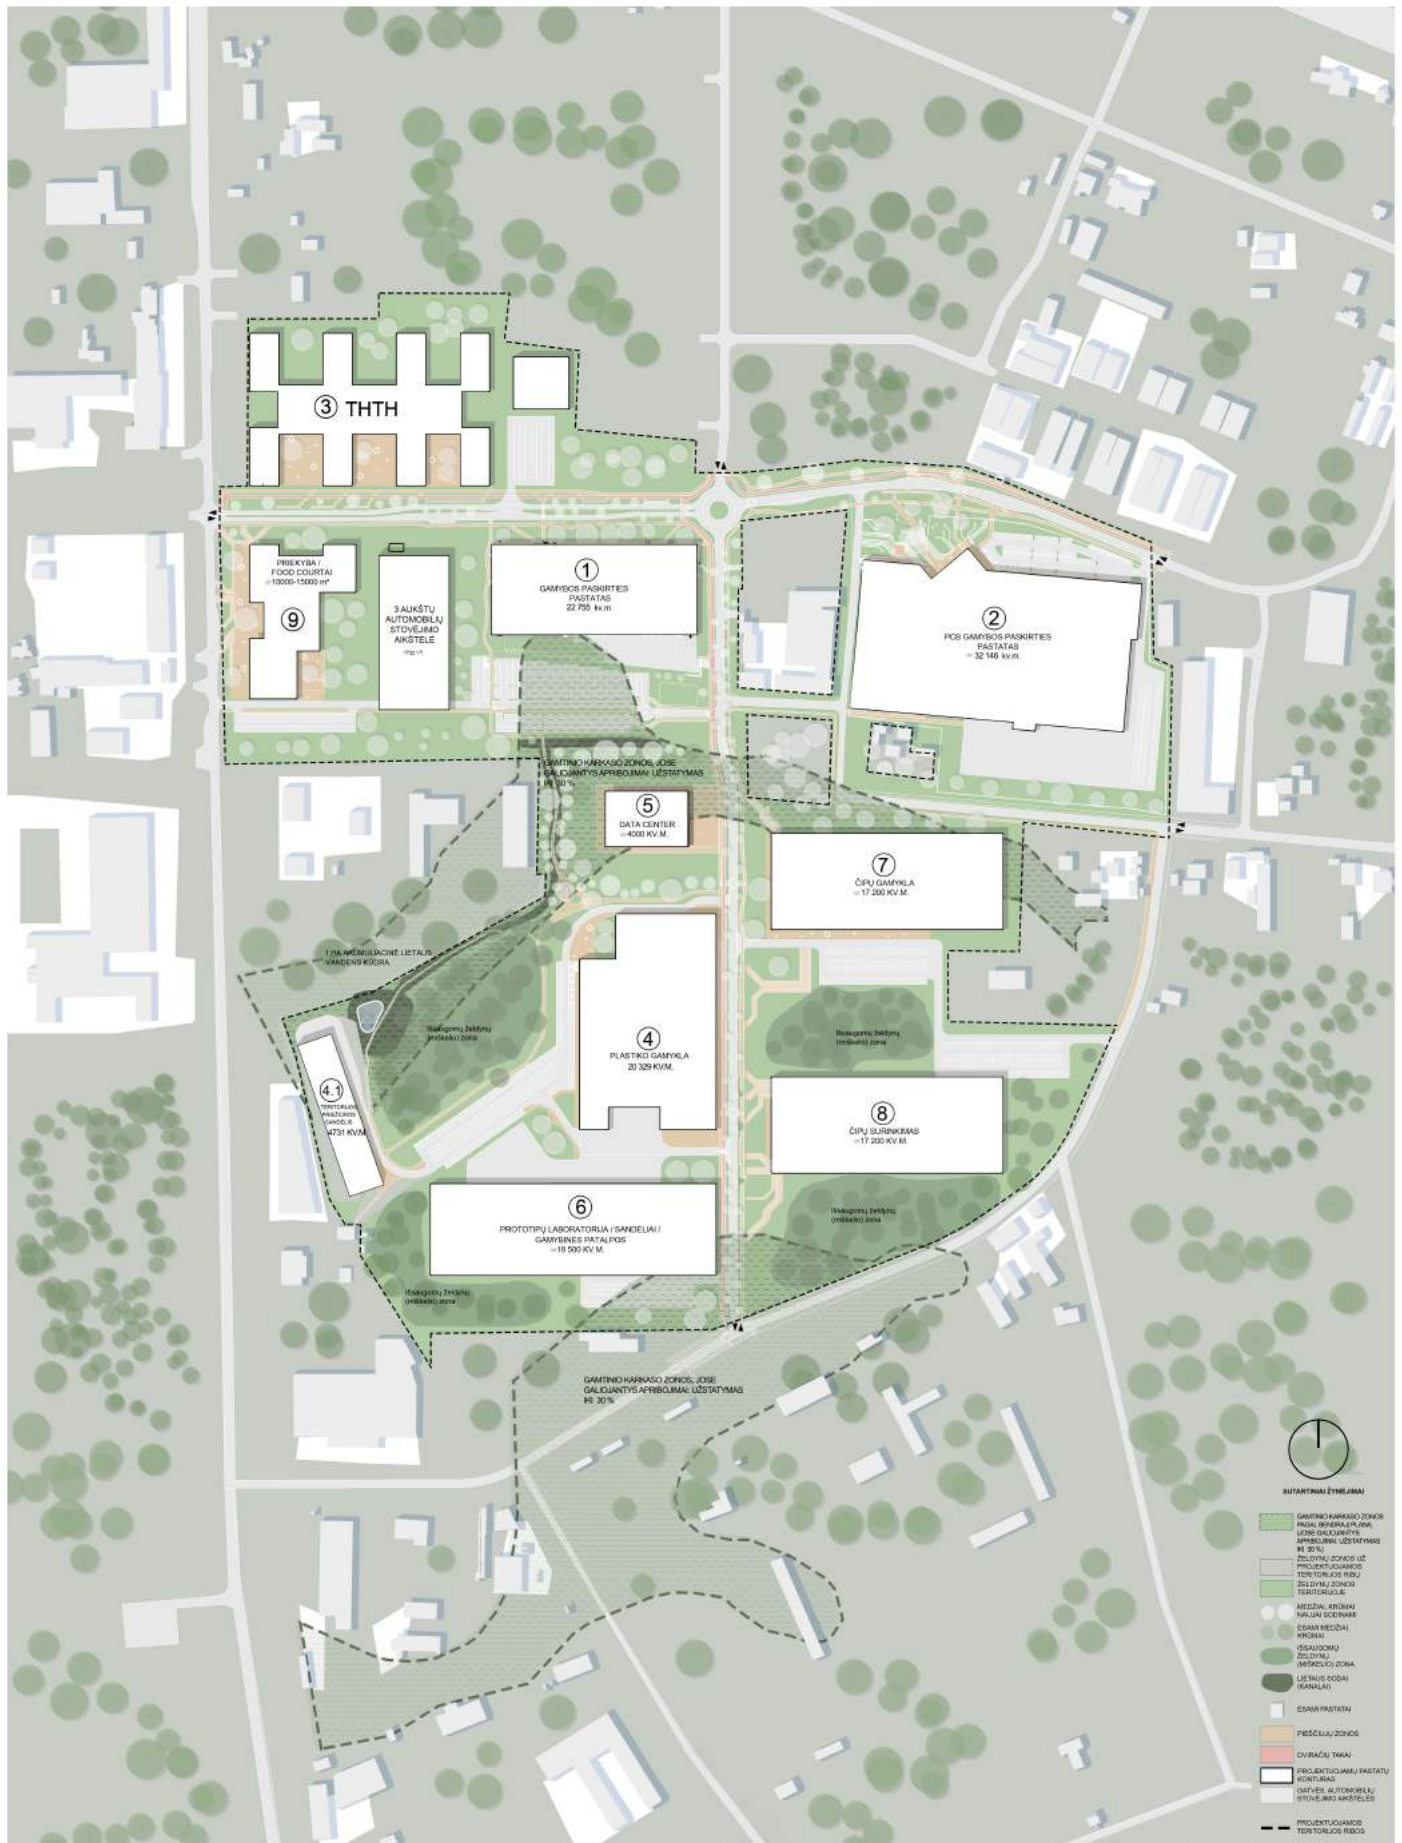 3 THTH
PRIEKYBA /
FOOD COURTAI
~10000-15000 m²
9
3 AUKŠTŲ
AUTOMOBILIŲ
STOVĖJIMO
AIKŠTELĖ
1
GAMYBOS PASKIRTIES
PASTATAS
22 755 kv.m.
2
PCB GAMYBOS PASKIRTIES
PASTATAS
~ 32 146 kv.m.
GAMTINIO KARKASO ZONOS, JOSE
GALIOJANTYS APRIBOJIMAI: UŽSTATYMAS
IKI 30 %
5
DATA CENTER
~4000 KV.M.
7
ČIPŲ GAMYKLA
~ 17 200 KV.M.
1 HA AKUMULIACINĖ LIETAUS
VANDENS KŪDRA
Išsaugomų želdynų
(miškelio) zona
4
PLASTIKO GAMYKLA
20 329 KV.M.
Išsaugomų želdynų
(miškelio) zona
4.1
TERITORIJOS
PRIEŽIŪROS
SANDĖLIS
4731 KV.M.
8
ČIPŲ SURINKIMAS
~17 200 KV.M.
6
PROTOTIPŲ LABORATORIJA / SANDĖLIAI /
GAMYBINĖS PATALPOS
~18 500 KV.M.
Išsaugomų želdynų
(miškelio) zona
Išsaugomų želdynų
(miškelio) zona
GAMTINIO KARKASO ZONOS, JOSE
GALIOJANTYS APRIBOJIMAI: UŽSTATYMAS
IKI 30 %
SUTARTINIAI ŽYMĖJIMAI
GAMTINIO KARKASO ZONOS
PAGAL BENDRĄJĮ PLANĄ,
(JOSE GALIOJANTYS
APRIBOJIMAI: UŽSTATYMAS
IKI 30 %)
ŽELDYNŲ ZONOS UŽ
PROJEKTUOJAMOS
TERITORIJOS RIBŲ
ŽELDYNŲ ZONOS
TERITORIJOJE
MEDŽIAI, KRŪMAI
NAUJAI SODINAMI
ESAMI MEDŽIAI,
KRŪMAI
IŠSAUGOMŲ
ŽELDYNŲ
(MIŠKELIO) ZONA
LIETAUS SODAI
(KANALAI)
ESAMI PASTATAI
PĖSČIŲJŲ ZONOS
DVIRAČIŲ TAKAI
PROJEKTUOJAMŲ PASTATŲ
KONTŪRAS
GATVĖS, AUTOMOBILIŲ
STOVĖJIMO AIKŠTELĖS
PROJEKTUOJAMOS
TERITORIJOS RIBOS